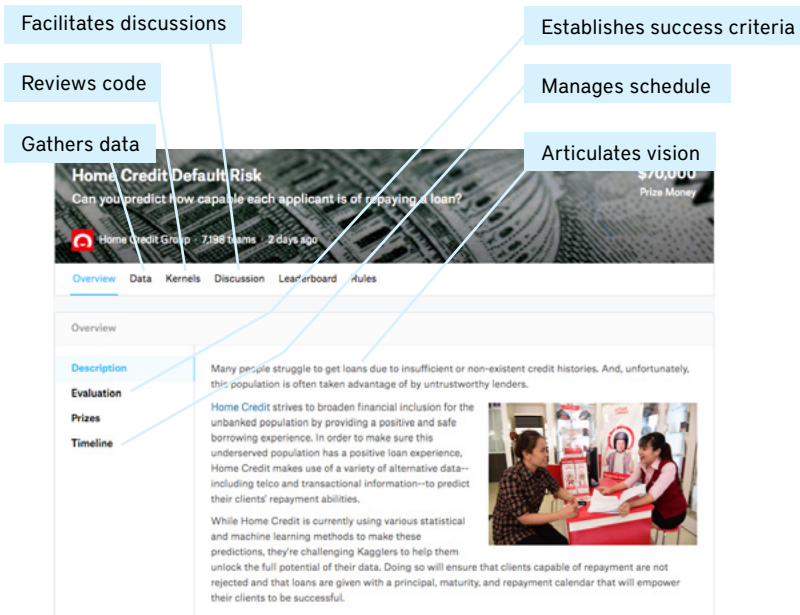 Facilitates discussions
Establishes success criteria
Reviews code
Manages schedule
Gathers data
Articulates vision
Home Credit Default Risk
$70,000
Can you predict how capable each applicant is of repaying a loan?
Prize Money
Home Credit Group · 7,198 teams · 2 days ago
Overview Data Kernels Discussion Leaderboard Rules
Overview
Description
Evaluation
Prizes
Timeline
Many people struggle to get loans due to insufficient or non-existent credit histories. And, unfortunately,
this population is often taken advantage of by untrustworthy lenders.
Home Credit strives to broaden financial inclusion for the
unbanked population by providing a positive and safe
borrowing experience. In order to make sure this
underserved population has a positive loan experience,
Home Credit makes use of a variety of alternative data--
including telco and transactional information--to predict
their clients' repayment abilities.
While Home Credit is currently using various statistical
and machine learning methods to make these
predictions, they're challenging Kagglers to help them
unlock the full potential of their data. Doing so will ensure that clients capable of repayment are not
rejected and that loans are given with a principal, maturity, and repayment calendar that will empower
their clients to be successful.